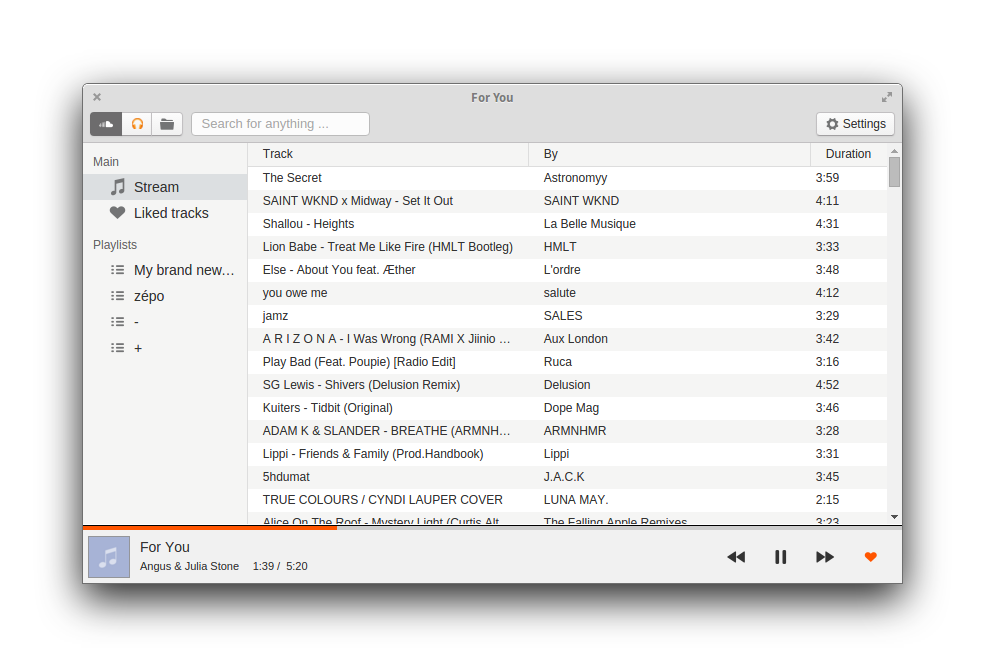 For You
Search for anything ...
Settings
Main
Stream
Liked tracks
Playlists
My brand new…
zépo
-
+
Track By Duration
The Secret Astronomyy 3:59
SAINT WKND x Midway - Set It Out SAINT WKND 4:11
Shallou - Heights La Belle Musique 4:31
Lion Babe - Treat Me Like Fire (HMLT Bootleg) HMLT 3:33
Else - About You feat. Æther L'ordre 3:48
you owe me salute 4:12
jamz SALES 3:29
A R I Z O N A - I Was Wrong (RAMI X Jiinio … Aux London 3:42
Play Bad (Feat. Poupie) [Radio Edit] Ruca 3:16
SG Lewis - Shivers (Delusion Remix) Delusion 4:52
Kuiters - Tidbit (Original) Dope Mag 3:46
ADAM K & SLANDER - BREATHE (ARMNH… ARMNHMR 3:28
Lippi - Friends & Family (Prod.Handbook) Lippi 3:31
5hdumat J.A.C.K 3:45
TRUE COLOURS / CYNDI LAUPER COVER LUNA MAY. 2:15
Alice On The Roof - Mystery Light (Curtis Alt… The Falling Apple Remixes 3:23
For You
Angus & Julia Stone 1:39 / 5:20